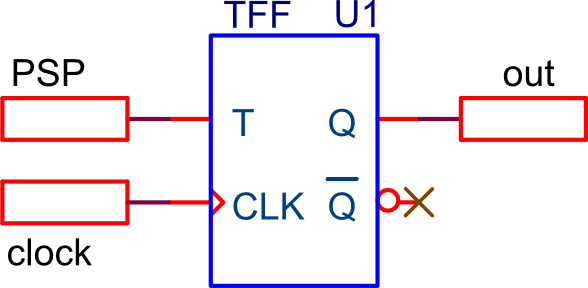 TFF U1
PSP
out
T Q
CLK Q̅
clock